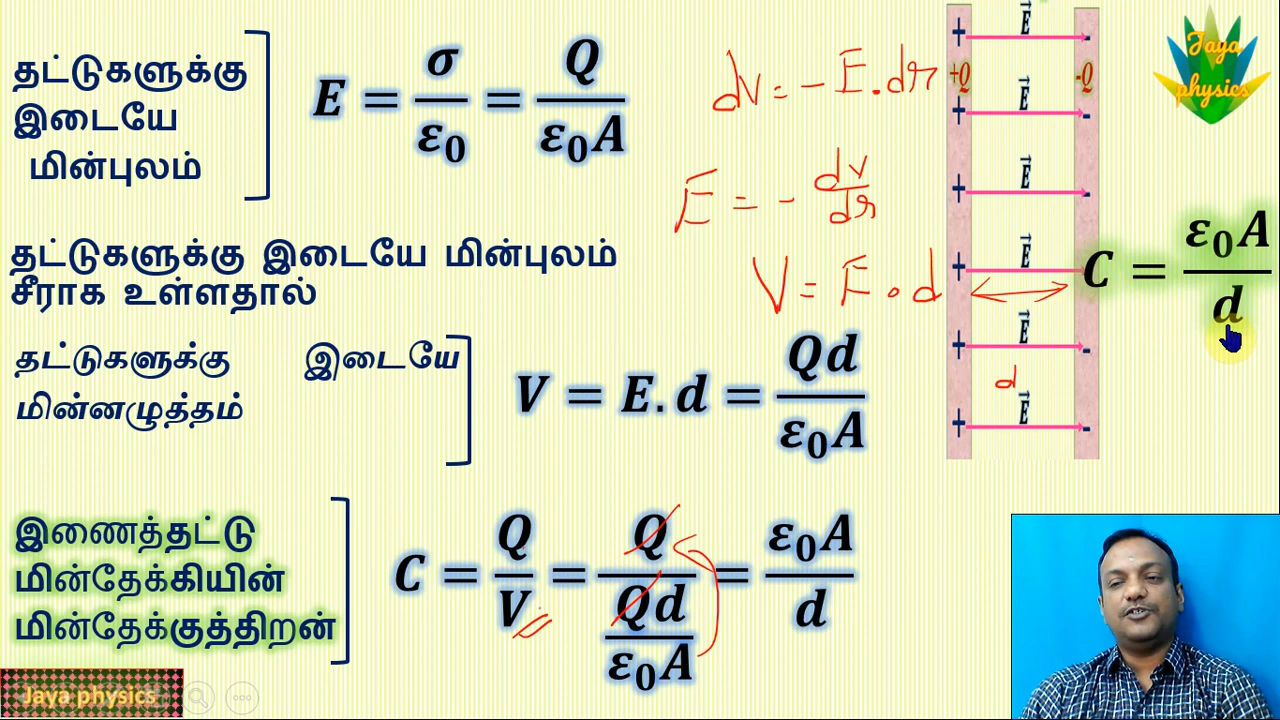 தட்டுகளுக்கு
இடையே
மின்புலம்
E = σ/ε₀ = Q/ε₀A
dv = - E.dr
E = - dv/dr
V = E . d
தட்டுகளுக்கு இடையே மின்புலம்
சீராக உள்ளதால்
தட்டுகளுக்கு இடையே
மின்னழுத்தம்
V = E.d = Qd/ε₀A
இணைத்தட்டு
மின்தேக்கியின்
மின்தேக்குத்திறன்
C = Q/V = Q/(Qd/ε₀A) = ε₀A/d
+ E⃗ -
+Q -Q
+ E⃗ -
+ E⃗ -
+ E⃗
+ E⃗ -
d
+ E⃗ -
C = ε₀A/d
Jaya
physics
Jaya physics